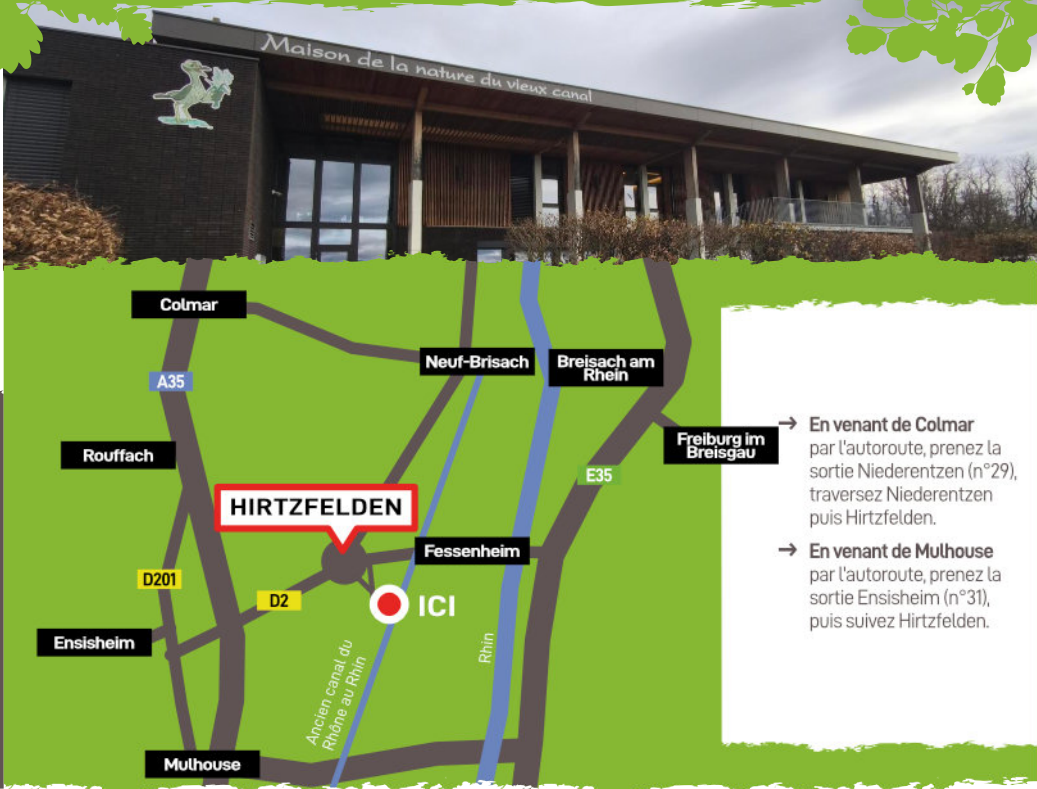 Maison de la nature du vieux canal
Colmar
Neuf-Brisach
Breisach am
Rhein
A35
Freiburg im
Breisgau
Rouffach
E35
HIRTZFELDEN
Fessenheim
D201
D2
ICI
Ensisheim
Ancien canal du
Rhône au Rhin
Rhin
Mulhouse
→ En venant de Colmar
par l'autoroute, prenez la
sortie Niederentzen (n°29),
traversez Niederentzen
puis Hirtzfelden.
→ En venant de Mulhouse
par l'autoroute, prenez la
sortie Ensisheim (n°31),
puis suivez Hirtzfelden.